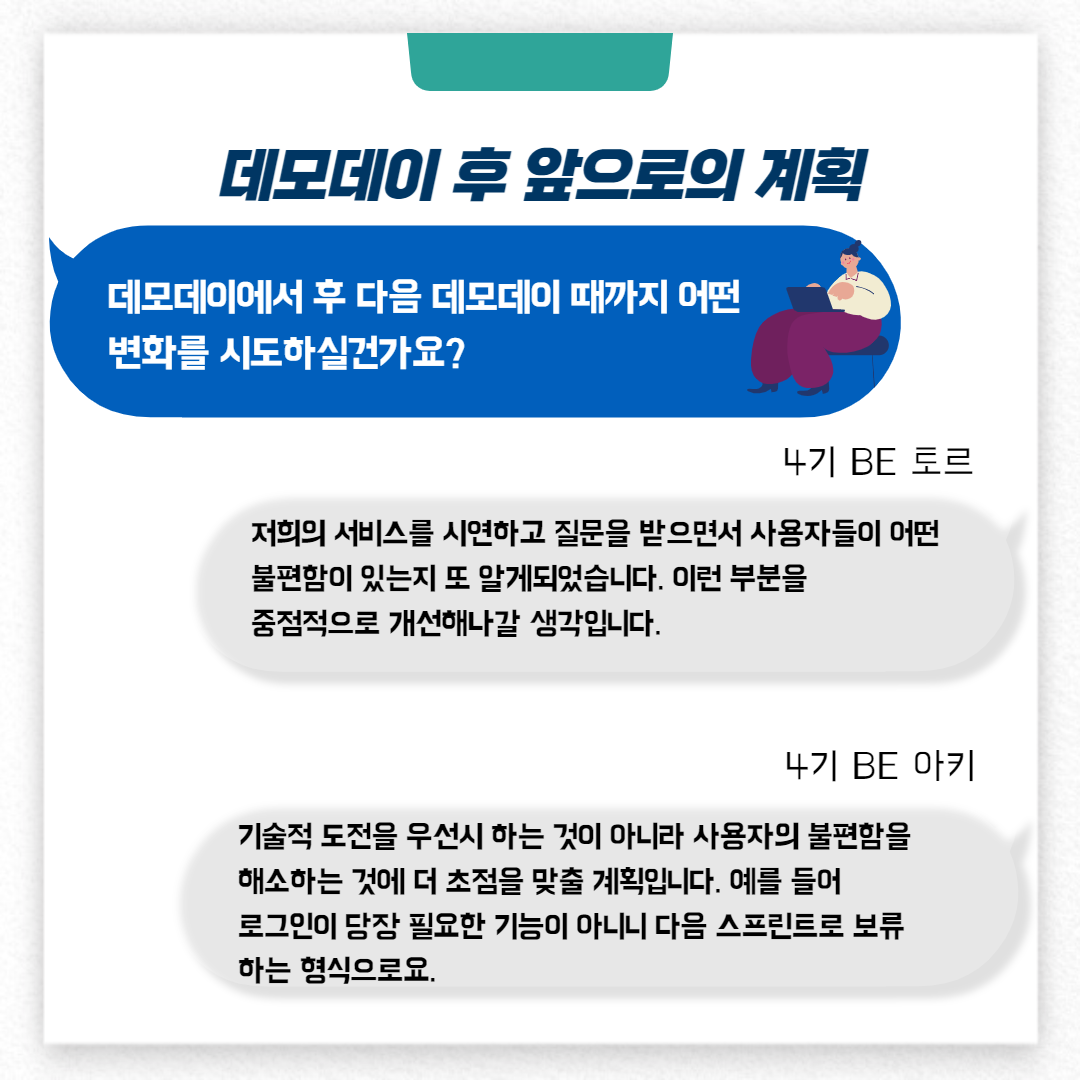 데모데이 후 앞으로의 계획
데모데이에서 후 다음 데모데이 때까지 어떤
변화를 시도하실건가요?
4기 BE 토르
저희의 서비스를 시연하고 질문을 받으면서 사용자들이 어떤
불편함이 있는지 또 알게되었습니다. 이런 부분을
중점적으로 개선해나갈 생각입니다.
4기 BE 아키
기술적 도전을 우선시 하는 것이 아니라 사용자의 불편함을
해소하는 것에 더 초점을 맞출 계획입니다. 예를 들어
로그인이 당장 필요한 기능이 아니니 다음 스프린트로 보류
하는 형식으로요.